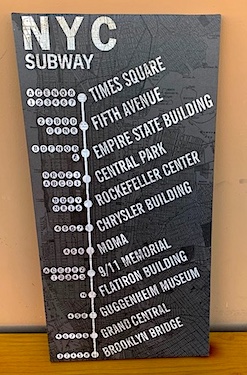 NYC
SUBWAY
TIMES SQUARE
FIFTH AVENUE
EMPIRE STATE BUILDING
CENTRAL PARK
ROCKEFELLER CENTER
CHRYSLER BUILDING
MOMA
9/11 MEMORIAL
FLATIRON BUILDING
GUGGENHEIM MUSEUM
GRAND CENTRAL
BROOKLYN BRIDGE